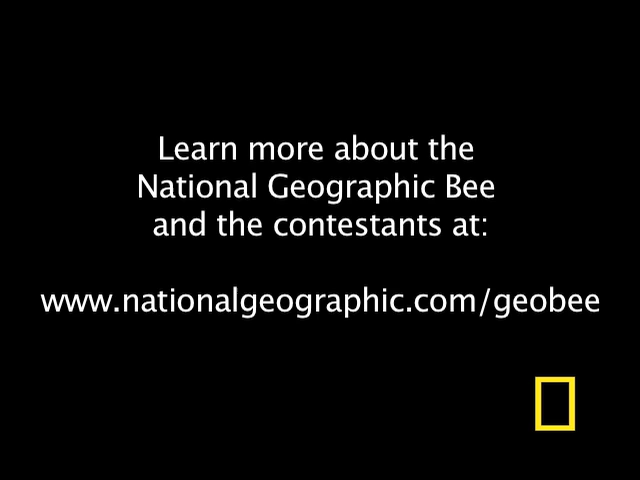 Learn more about the
National Geographic Bee
and the contestants at:
www.nationalgeographic.com/geobee